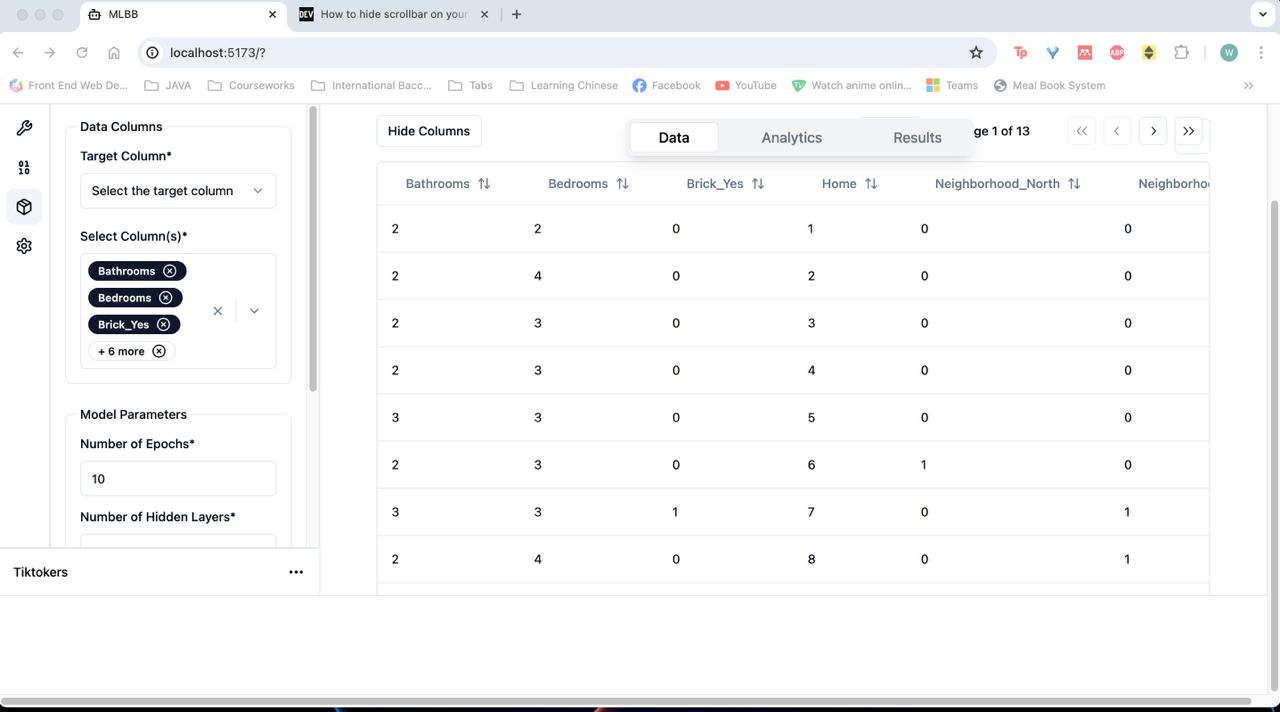 MLBB
DEV How to hide scrollbar on your
localhost:5173/?
Tp ABP W
Front End Web De... JAVA Courseworks International Bacc... Tabs Learning Chinese Facebook YouTube Watch anime onlin... Teams Meal Book System
Data Columns
Target Column*
Select the target column
Select Column(s)*
Bathrooms
Bedrooms
Brick_Yes
+ 6 more
Model Parameters
Number of Epochs*
10
Number of Hidden Layers*
Tiktokers
Hide Columns
Data Analytics Results
ge 1 of 13
Bathrooms Bedrooms Brick_Yes Home Neighborhood_North Neighborho
2 2 0 1 0 0
2 4 0 2 0 0
2 3 0 3 0 0
2 3 0 4 0 0
3 3 0 5 0 0
2 3 0 6 1 0
3 3 1 7 0 1
2 4 0 8 0 1